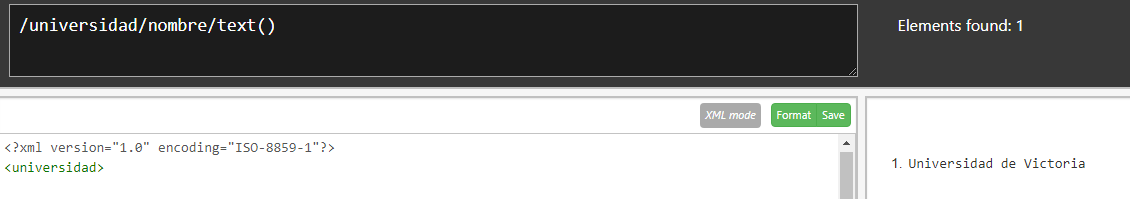 /universidad/nombre/text()
Elements found: 1
XML mode
Format
Save
<?xml version="1.0" encoding="ISO-8859-1"?>
<universidad>
1. Universidad de Victoria